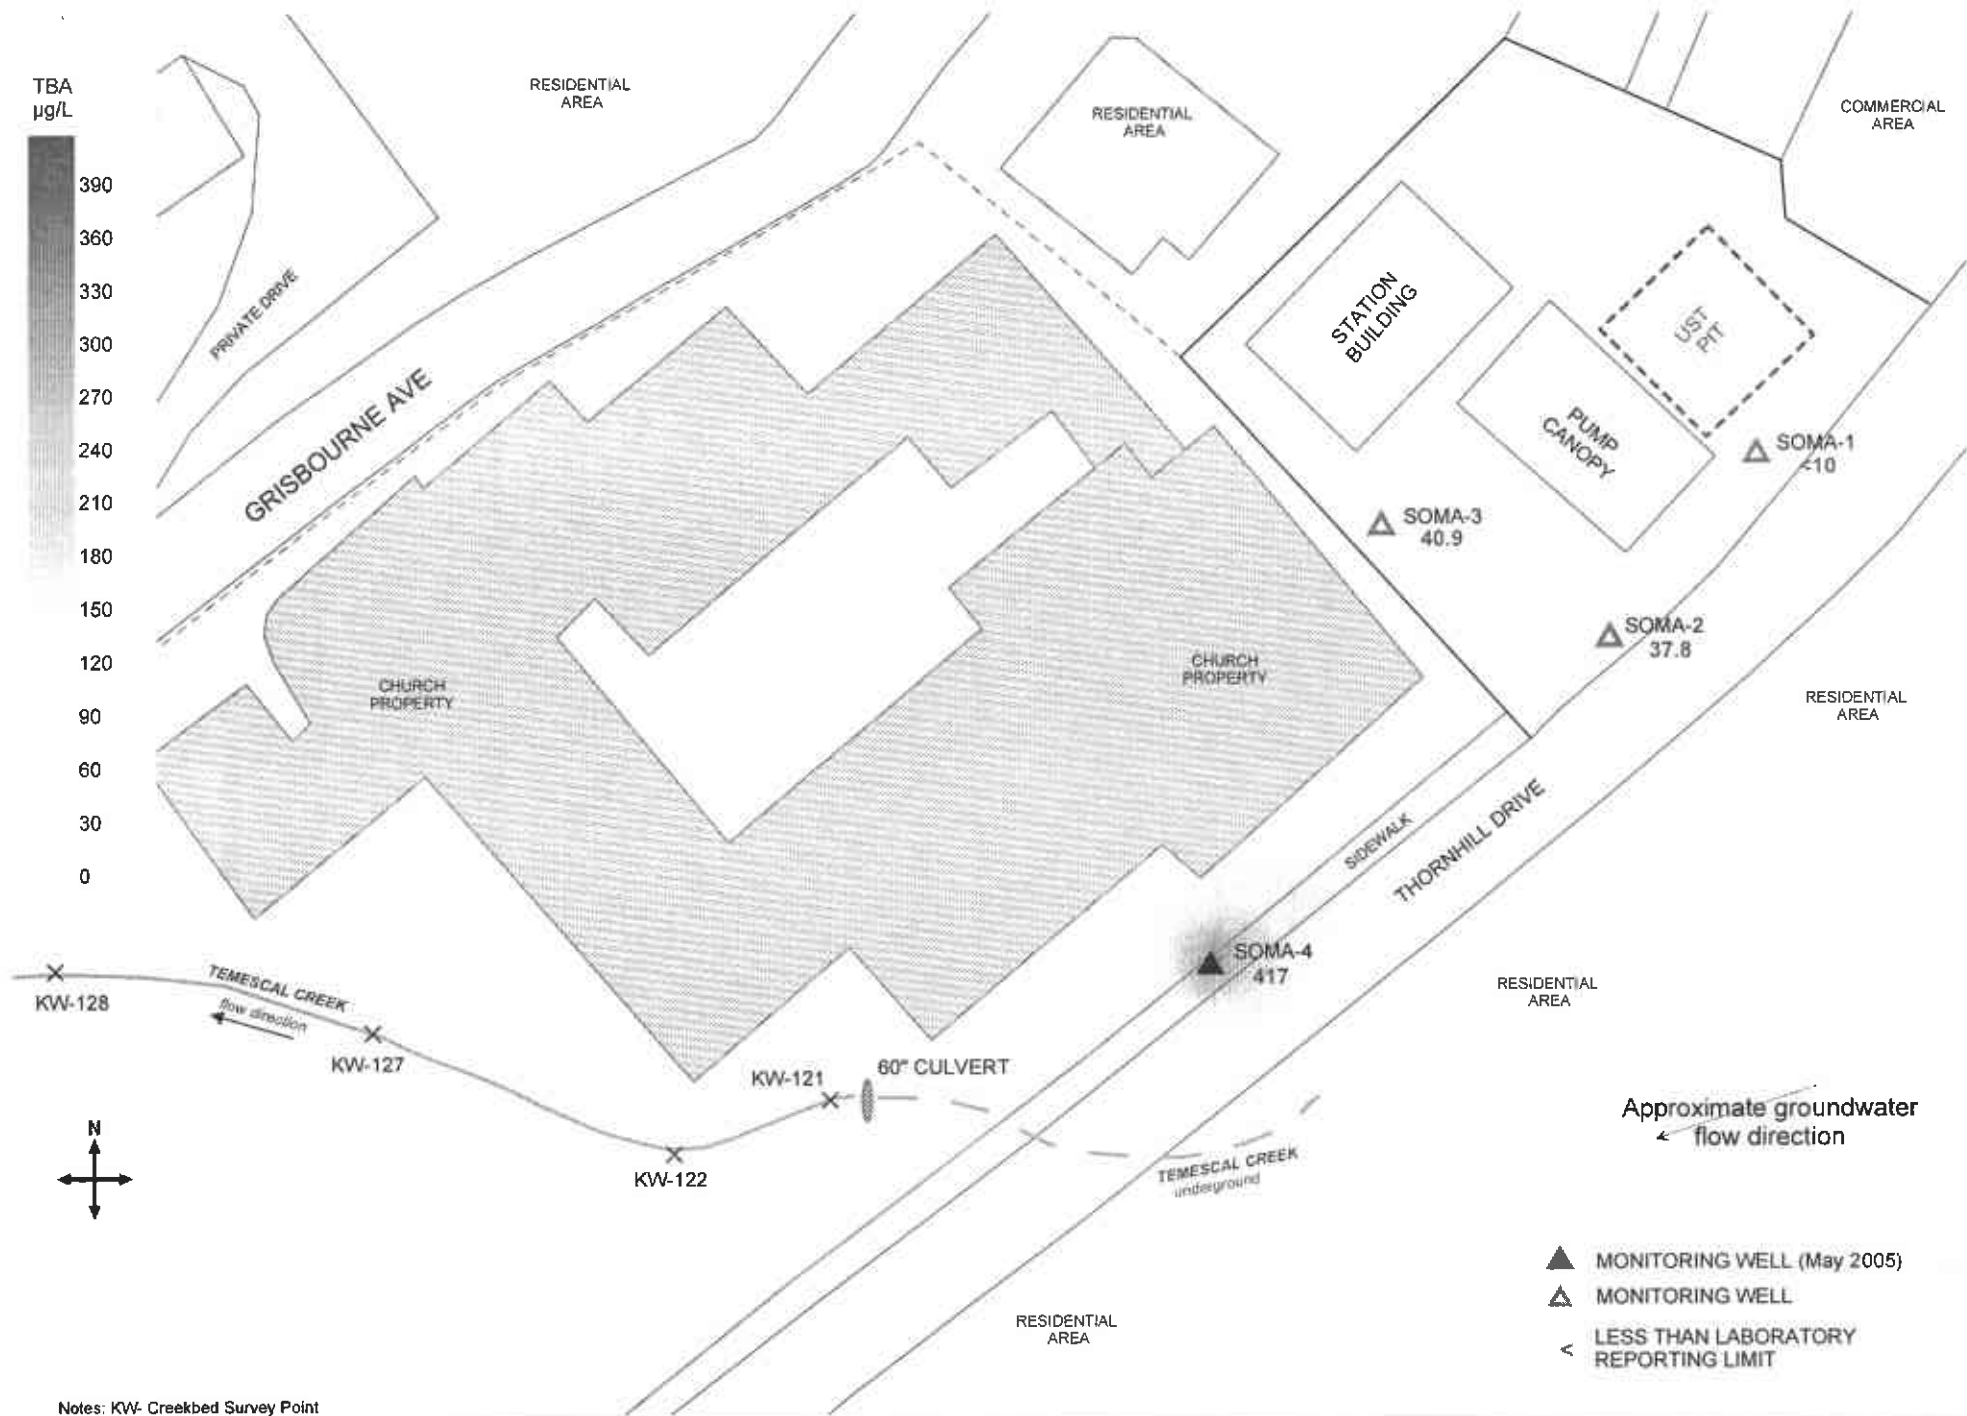 TBA
µg/L
390
360
330
300
270
240
210
180
150
120
90
60
30
0
RESIDENTIAL
AREA
RESIDENTIAL
AREA
COMMERCIAL
AREA
PRIVATE DRIVE
GRISBOURNE AVE
STATION
BUILDING
UST
PIT
PUMP
CANOPY
SOMA-1
<10
SOMA-3
40.9
SOMA-2
37.8
CHURCH
PROPERTY
CHURCH
PROPERTY
RESIDENTIAL
AREA
SIDEWALK
THORNHILL DRIVE
SOMA-4
417
RESIDENTIAL
AREA
KW-128
TEMESCAL CREEK
flow direction
KW-127
KW-121
60" CULVERT
KW-122
TEMESCAL CREEK
underground
N
Approximate groundwater
flow direction
MONITORING WELL (May 2005)
MONITORING WELL
< LESS THAN LABORATORY
REPORTING LIMIT
RESIDENTIAL
AREA
Notes: KW- Creekbed Survey Point